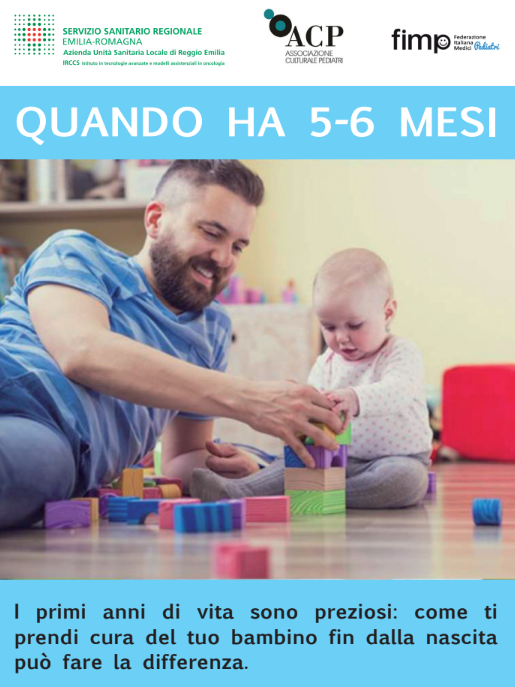 SERVIZIO SANITARIO REGIONALE
EMILIA-ROMAGNA
Azienda Unità Sanitaria Locale di Reggio Emilia
IRCCS Istituto in tecnologie avanzate e modelli assistenziali in oncologia
ACP
ASSOCIAZIONE
CULTURALE PEDIATRI
fimp
Federazione
Italiana
Medici Pediatri
QUANDO HA 5-6 MESI
I primi anni di vita sono preziosi: come ti
prendi cura del tuo bambino fin dalla nascita
può fare la differenza.